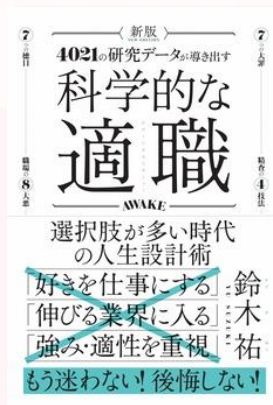 新版
4021の研究データが導き出す
科学的な
適職
AWAKE
7つの徳目
職場の8大悪
7つの大罪
精査の4技法
選択肢が多い時代
の人生設計術
「好きを仕事にする」
「伸びる業界に入る」
「強み・適性を重視」
鈴木祐
YU SUZUKI
もう迷わない!後悔しない!